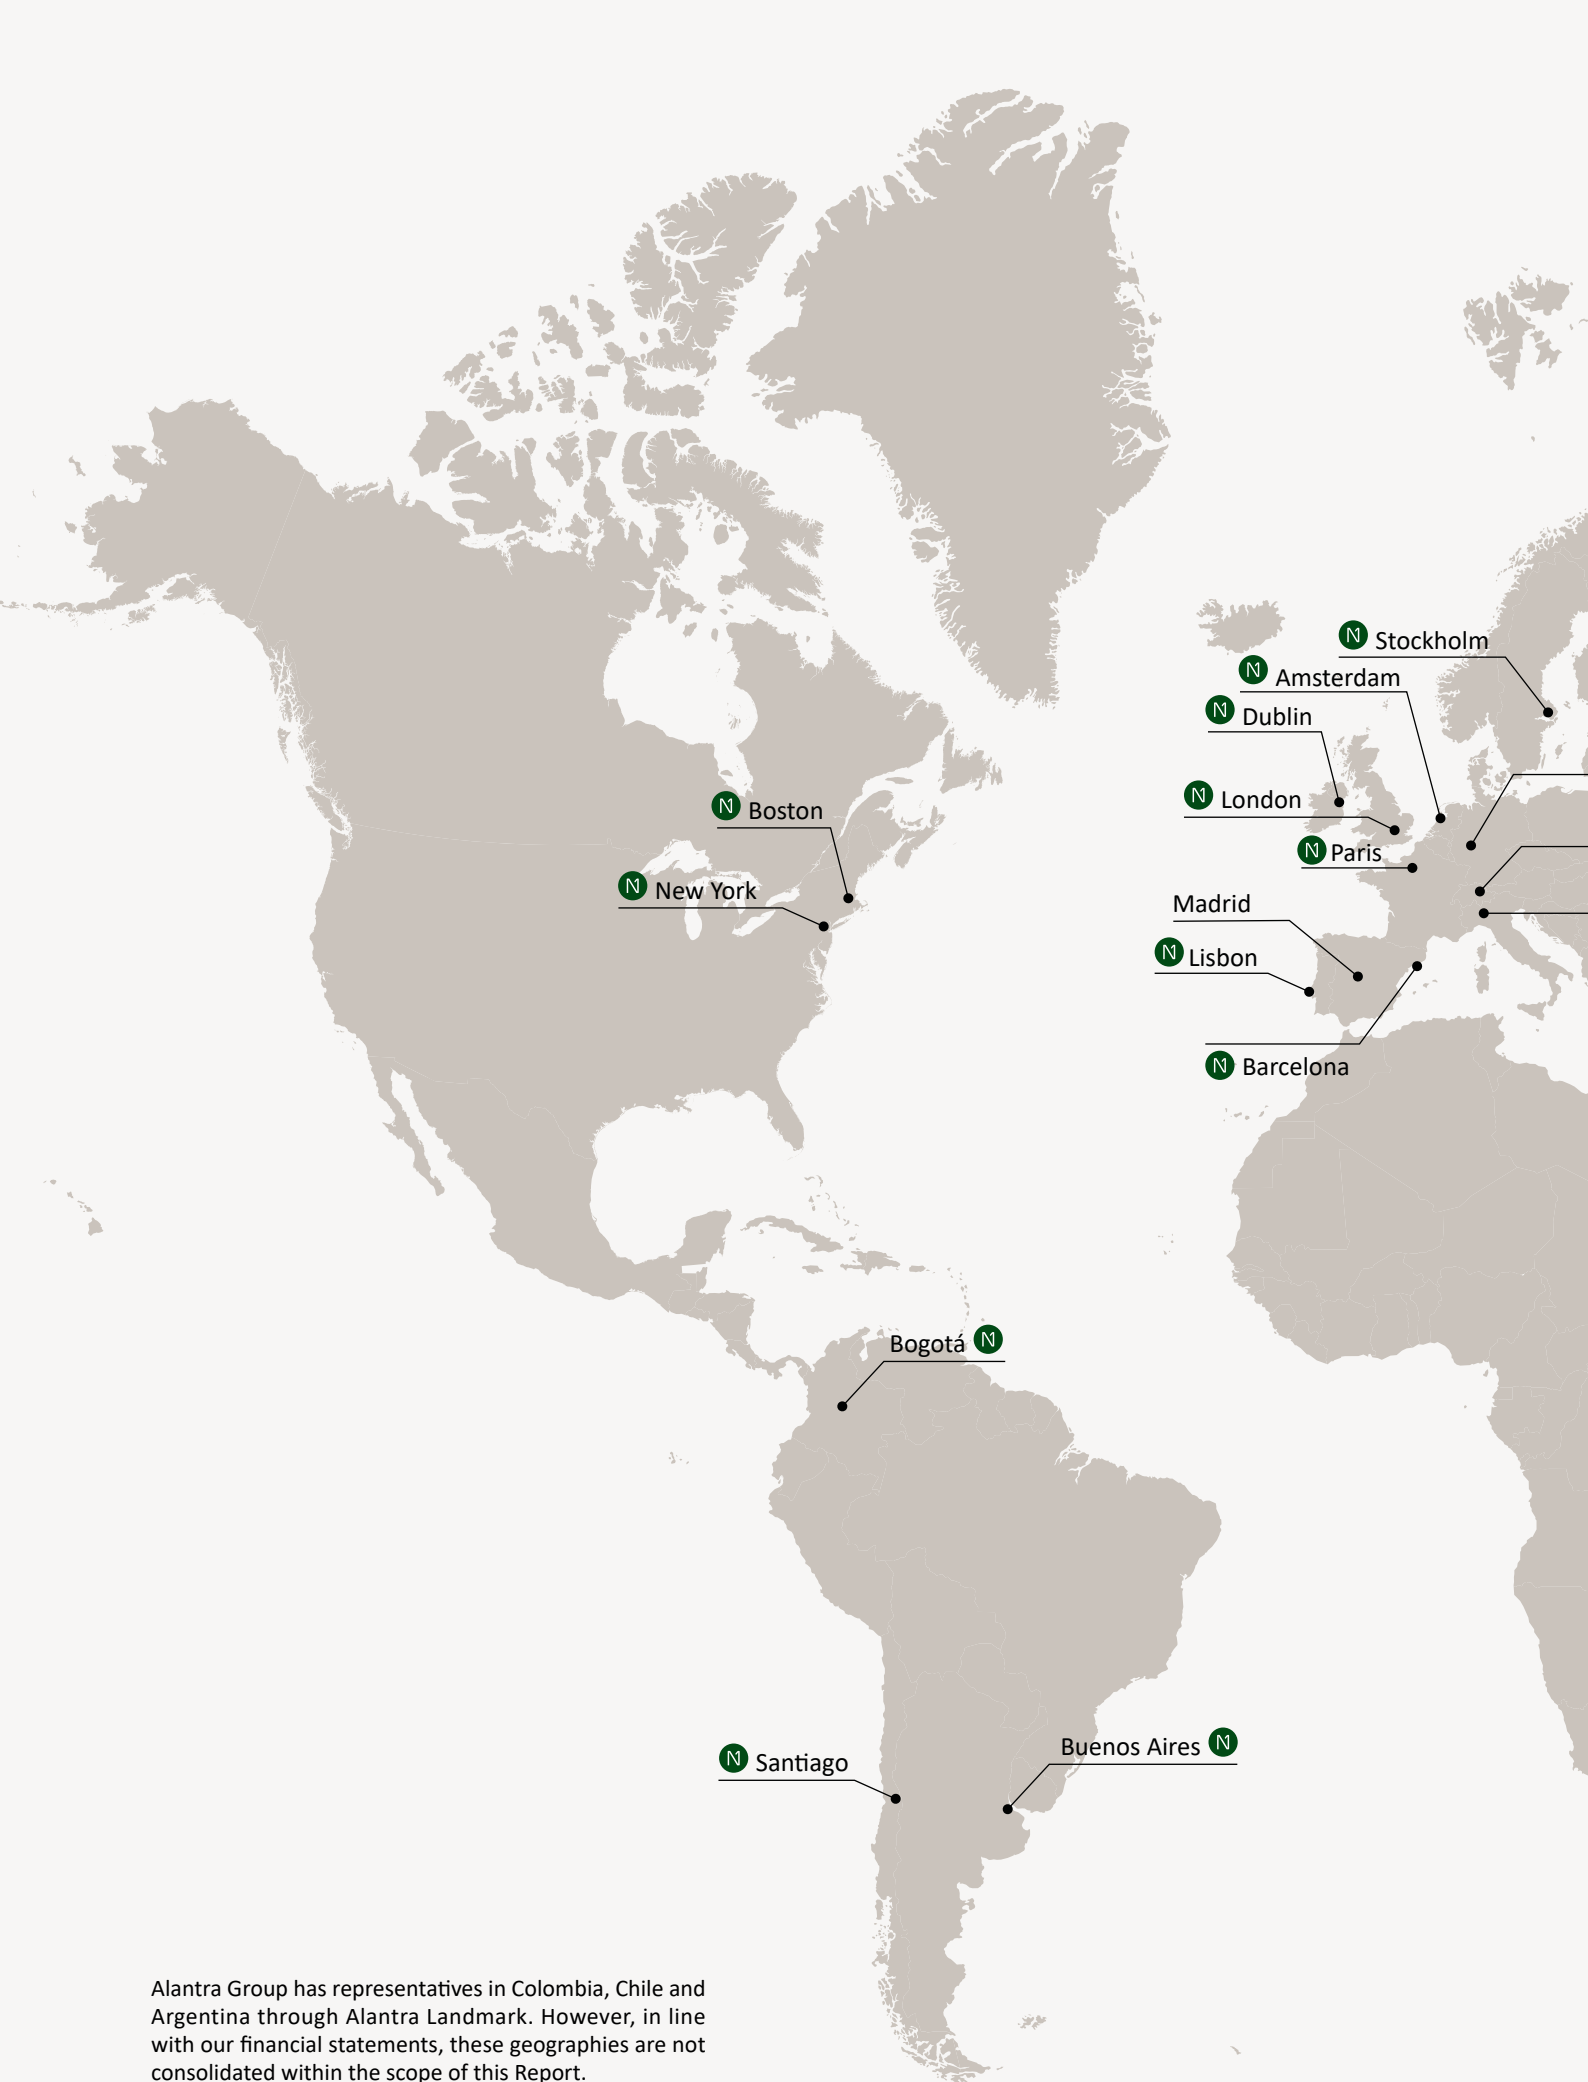 Stockholm
Amsterdam
Dublin
London
Boston
Paris
New York
Madrid
Lisbon
Barcelona
Bogotá
Buenos Aires
Santiago
Alantra Group has representatives in Colombia, Chile and
Argentina through Alantra Landmark. However, in line
with our financial statements, these geographies are not
consolidated within the scope of this Report.